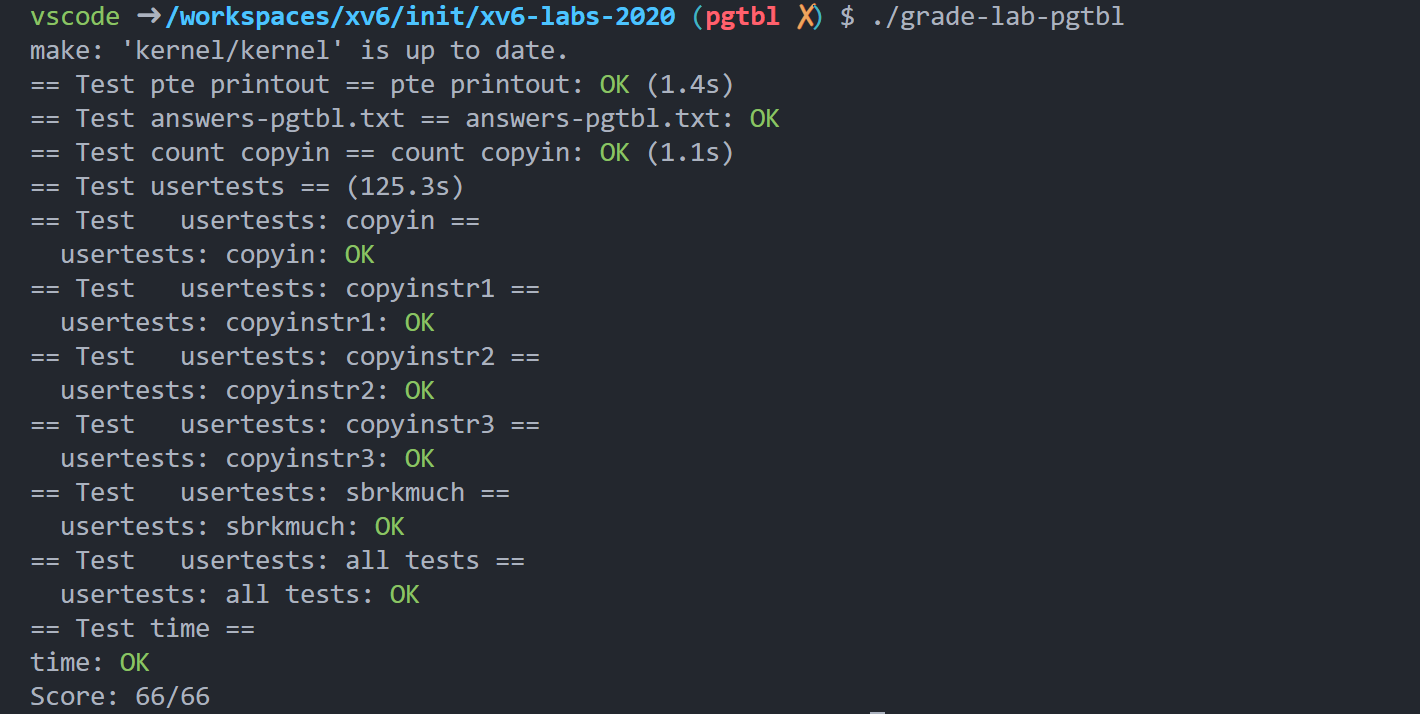 vscode ➜ /workspaces/xv6/init/xv6-labs-2020 (pgtbl ✗) $ ./grade-lab-pgtbl
make: 'kernel/kernel' is up to date.
== Test pte printout == pte printout: OK (1.4s)
== Test answers-pgtbl.txt == answers-pgtbl.txt: OK
== Test count copyin == count copyin: OK (1.1s)
== Test usertests == (125.3s)
== Test   usertests: copyin ==
  usertests: copyin: OK
== Test   usertests: copyinstr1 ==
  usertests: copyinstr1: OK
== Test   usertests: copyinstr2 ==
  usertests: copyinstr2: OK
== Test   usertests: copyinstr3 ==
  usertests: copyinstr3: OK
== Test   usertests: sbrkmuch ==
  usertests: sbrkmuch: OK
== Test   usertests: all tests ==
  usertests: all tests: OK
== Test time ==
time: OK
Score: 66/66